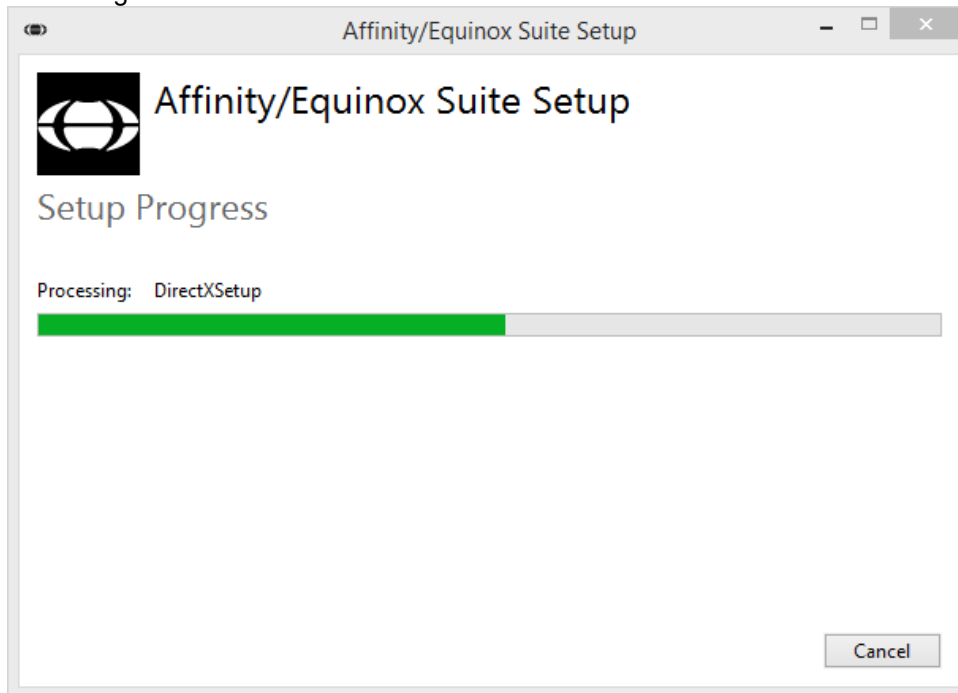 Affinity/Equinox Suite Setup
Affinity/Equinox Suite Setup
Setup Progress
Processing: DirectXSetup
Cancel